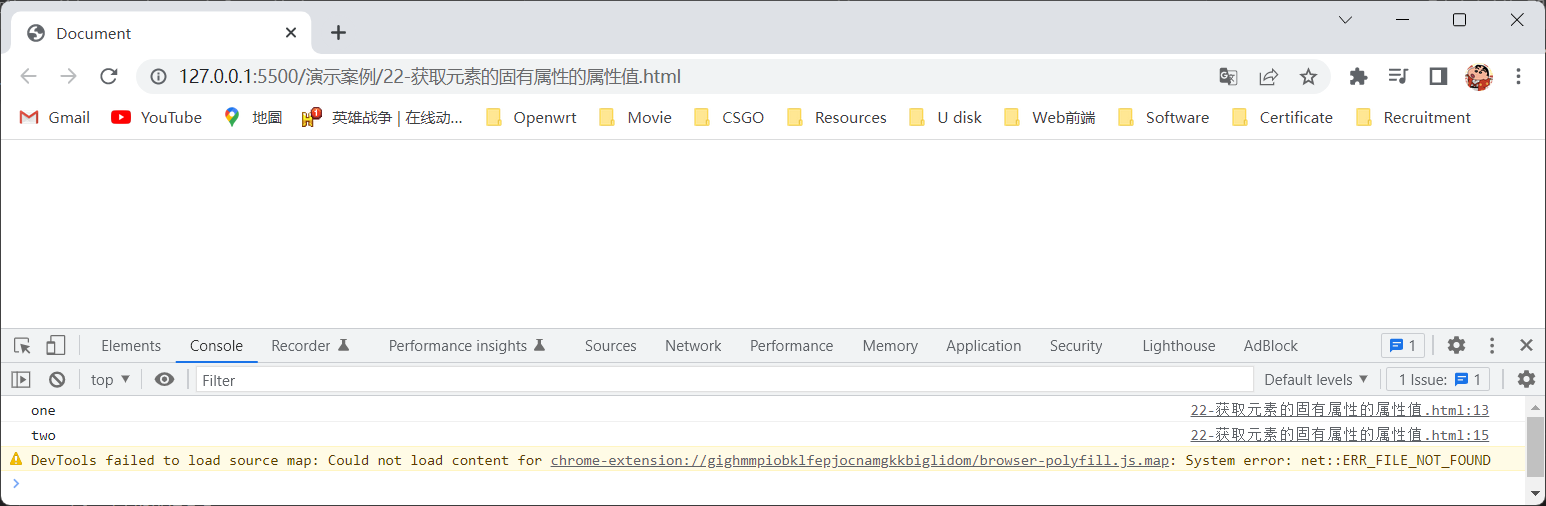 Document
127.0.0.1:5500/演示案例/22-获取元素的固有属性的属性值.html
Gmail YouTube 地圖 英雄战争 | 在线动... Openwrt Movie CSGO Resources U disk Web前端 Software Certificate Recruitment
Elements Console Recorder Performance insights Sources Network Performance Memory Application Security Lighthouse AdBlock 1
top Filter Default levels 1 Issue: 1
one 22-获取元素的固有属性的属性值.html:13
two 22-获取元素的固有属性的属性值.html:15
DevTools failed to load source map: Could not load content for chrome-extension://gighmmpiobklfepjocnamgkkbiglidom/browser-polyfill.js.map: System error: net::ERR_FILE_NOT_FOUND